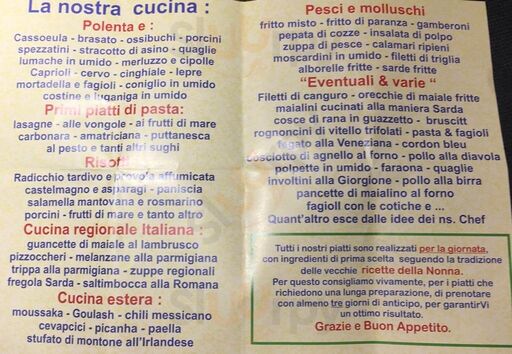 La nostra cucina :
Polenta e :
Cassoeula - brasato - ossibuchi - porcini
spezzatini - stracotto di asino - quaglie
lumache in umido - merluzzo e cipolle
Caprioli - cervo - cinghiale - lepre
mortadella e fagioli - coniglio in umido
costine e luganiga in umido
Primi piatti di pasta:
lasagne - alle vongole - ai frutti di mare
carbonara - amatriciana - puttanesca
al pesto e tanti altri sughi
Risotti
Radicchio tardivo e provola affumicata
castelmagno e asparagi - paniscia
salamella mantovana e rosmarino
porcini - frutti di mare e tanto altro
Cucina regionale Italiana :
guancette di maiale al lambrusco
pizzoccheri - melanzane alla parmigiana
trippa alla parmigiana - zuppe regionali
fregola Sarda - saltimbocca alla Romana
Cucina estera :
moussaka - Goulash - chili messicano
cevapcici - picanha - paella
stufato di montone all'Irlandese
Pesci e molluschi
fritto misto - fritto di paranza - gamberoni
pepata di cozze - insalata di polpo
zuppa di pesce - calamari ripieni
moscardini in umido - filetti di triglia
alborelle fritte - sarde fritte
"Eventuali & varie "
Filetti di canguro - orecchie di maiale fritte
maialini cucinati alla maniera Sarda
cosce di rana in guazzetto - bruscitt
rognoncini di vitello trifolati - pasta & fagioli
fegato alla Veneziana - cordon bleu
cosciotto di agnello al forno - pollo alla diavola
polpette in umido - faraona - quaglie
involtini alla Giorgione - pollo alla birra
pancette di maialino al forno
fagioli con le cotiche e ...
Quant'altro esce dalle idee dei ns. Chef
Tutti i nostri piatti sono realizzati per la giornata,
con ingredienti di prima scelta seguendo la tradizione
delle vecchie ricette della Nonna.
Per questo consigliamo vivamente, per i piatti che
richiedono una lunga preparazione, di prenotare
con almeno tre giorni di anticipo, per garantirVi
un ottimo risultato.
Grazie e Buon Appetito.